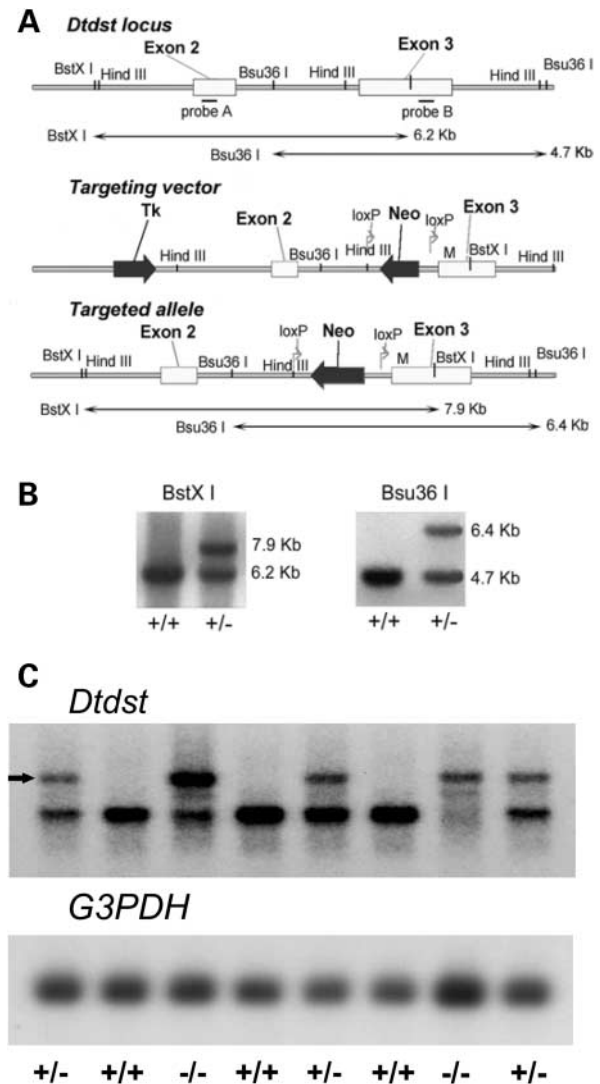 A
Dtdst locus
Exon 2
Exon 3
BstX I
Hind III
Bsu36 I
Hind III
Hind III
Bsu36 I
probe A
probe B
BstX I
6.2 Kb
Bsu36 I
4.7 Kb
Targeting vector
Tk
Exon 2
loxP
Neo
loxP
Exon 3
Hind III
Bsu36 I
Hind III
M
BstX I
Hind III
Targeted allele
Exon 2
loxP
Neo
loxP
Exon 3
BstX I
Hind III
Bsu36 I
Hind III
M
BstX I
Hind III
Bsu36 I
BstX I
7.9 Kb
Bsu36 I
6.4 Kb
B
BstX I
Bsu36 I
7.9 Kb
6.2 Kb
6.4 Kb
4.7 Kb
+/+ +/-
+/+ +/-
C
Dtdst
G3PDH
+/- +/+ -/- +/+ +/- +/+ -/- +/-